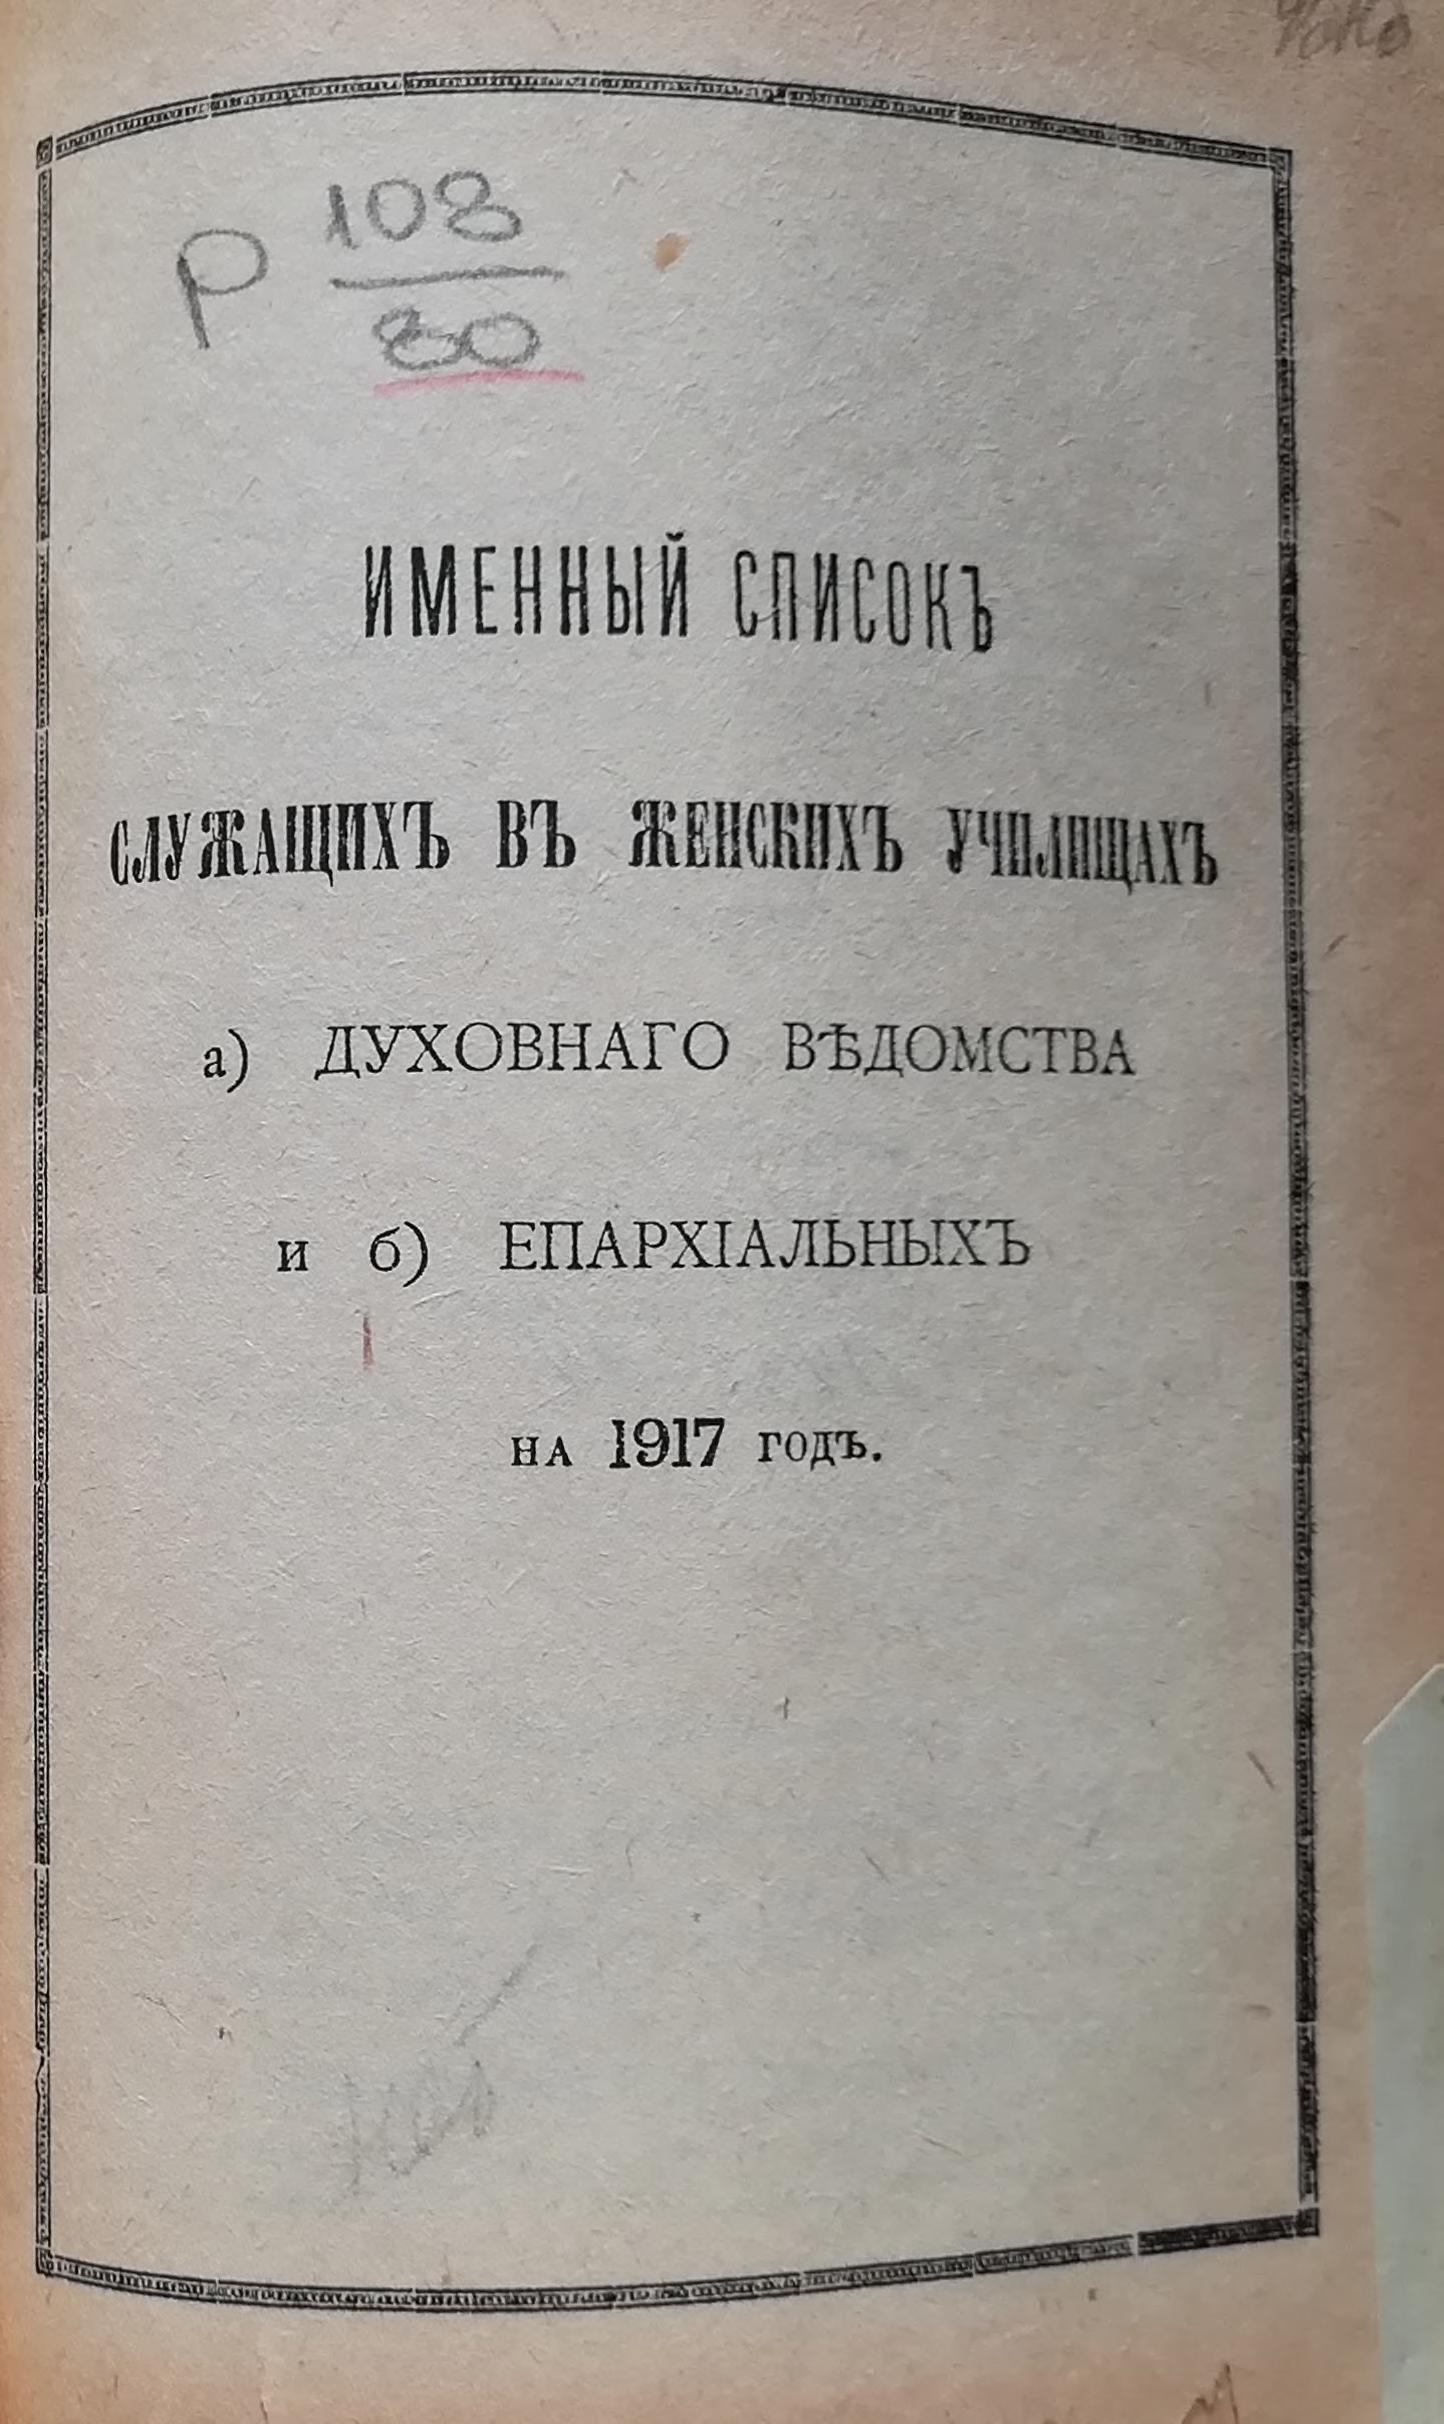 Р 108
80
ИМЕННЫЙ СПИСОКЪ
СЛУЖАЩИХЪ ВЪ ЖЕНСКИХЪ УЧИЛИЩАХЪ
а) ДУХОВНАГО ВѢДОМСТВА
и б) ЕПАРХІАЛЬНЫХЪ
НА 1917 ГОДЪ.